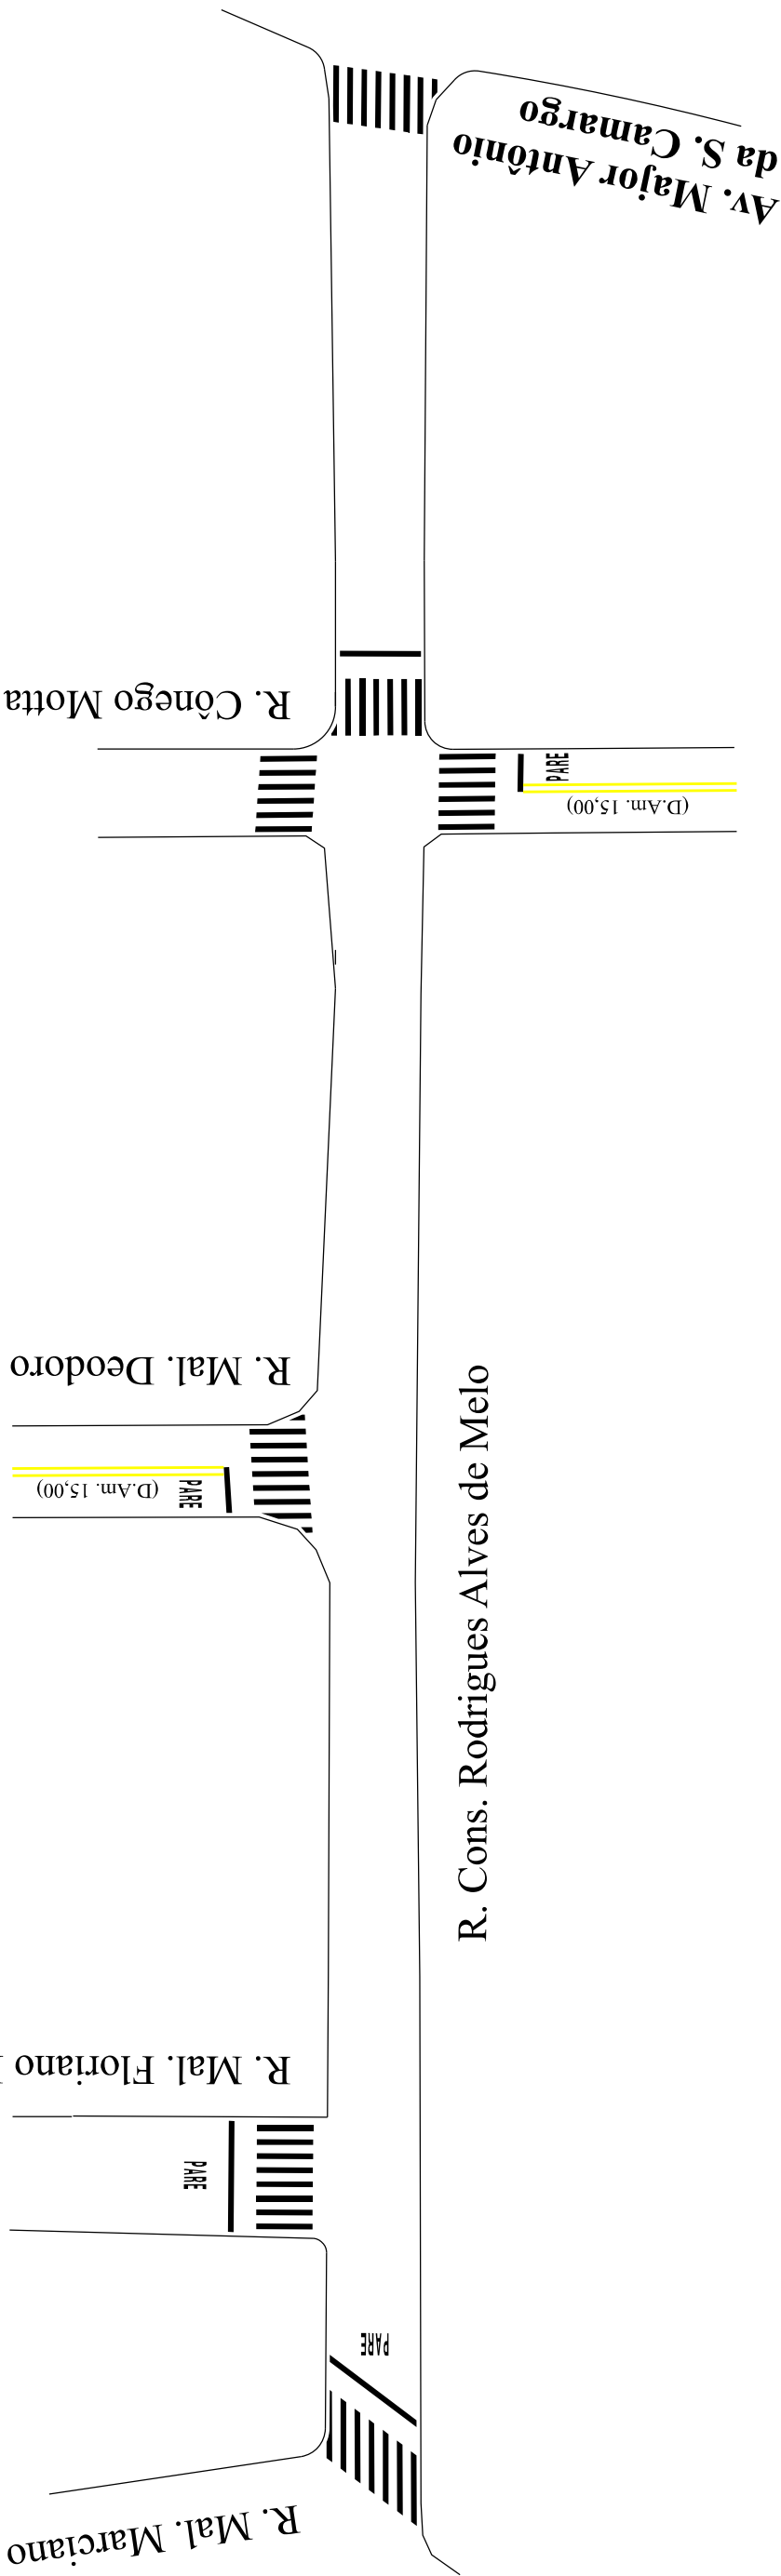 Av. Major Antônio
da S. Camargo
R. Cônego Motta
PARE
(D.Am. 15,00)
R. Mal. Deodoro
(D.Am. 15,00)
PARE
R. Cons. Rodrigues Alves de Melo
R. Mal. Floriano
PARE
PARE
R. Mal. Marciano